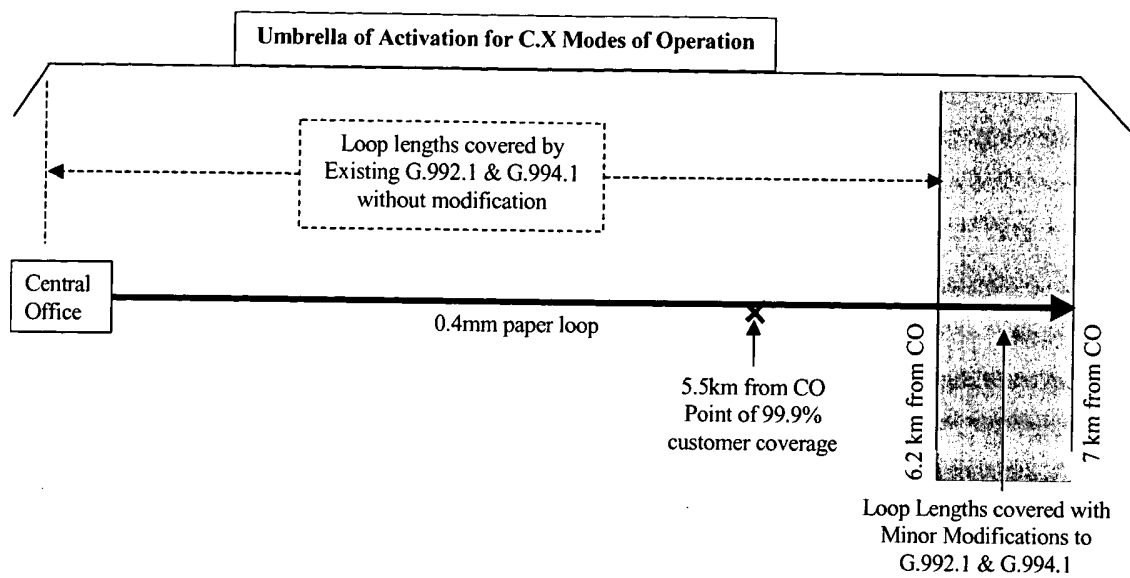 Umbrella of Activation for C.X Modes of Operation
Loop lengths covered by
Existing G.992.1 & G.994.1
without modification
Central
Office
0.4mm paper loop
5.5km from CO
Point of 99.9%
customer coverage
6.2 km from CO
7 km from CO
Loop Lengths covered with
Minor Modifications to
G.992.1 & G.994.1